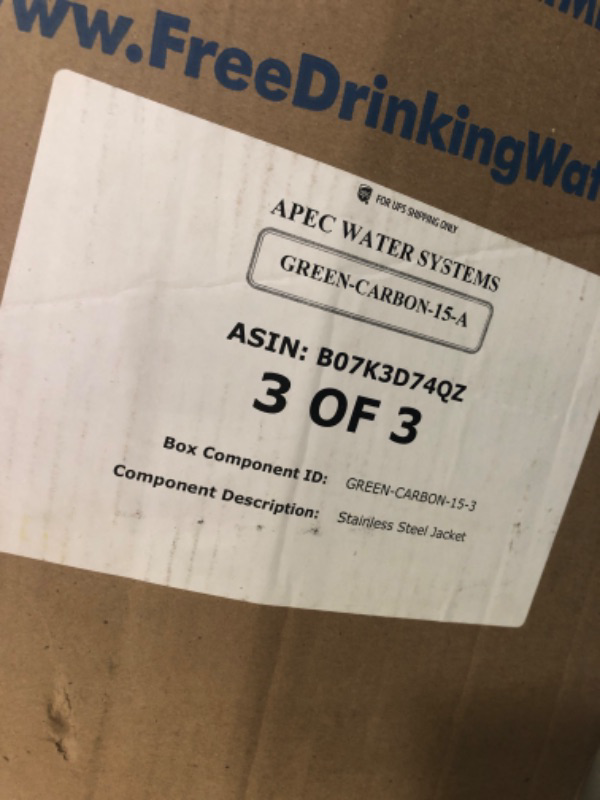 www.FreeDrinkingWat
FOR UPS SHIPPING ONLY
APEC WATER SYSTEMS
GREEN-CARBON-15-A
ASIN: B07K3D74QZ
3 OF 3
Box Component ID: GREEN-CARBON-15-3
Component Description: Stainless Steel Jacket